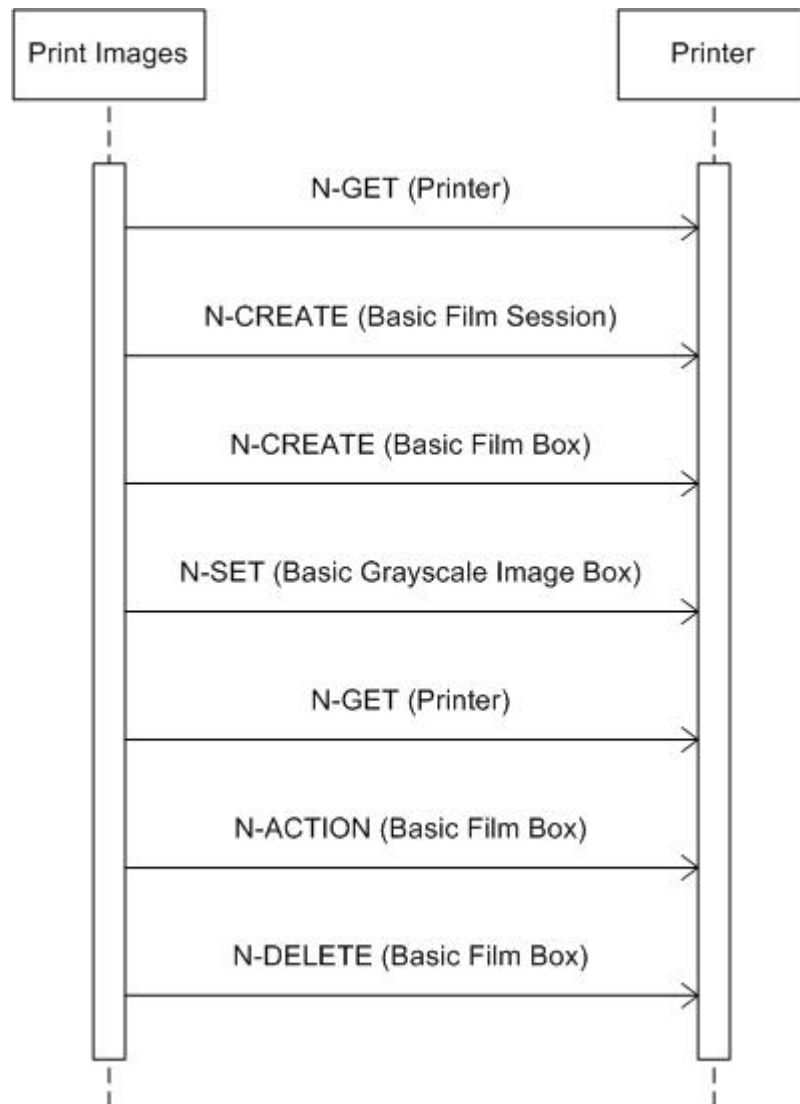 Print Images
Printer
N-GET (Printer)
N-CREATE (Basic Film Session)
N-CREATE (Basic Film Box)
N-SET (Basic Grayscale Image Box)
N-GET (Printer)
N-ACTION (Basic Film Box)
N-DELETE (Basic Film Box)